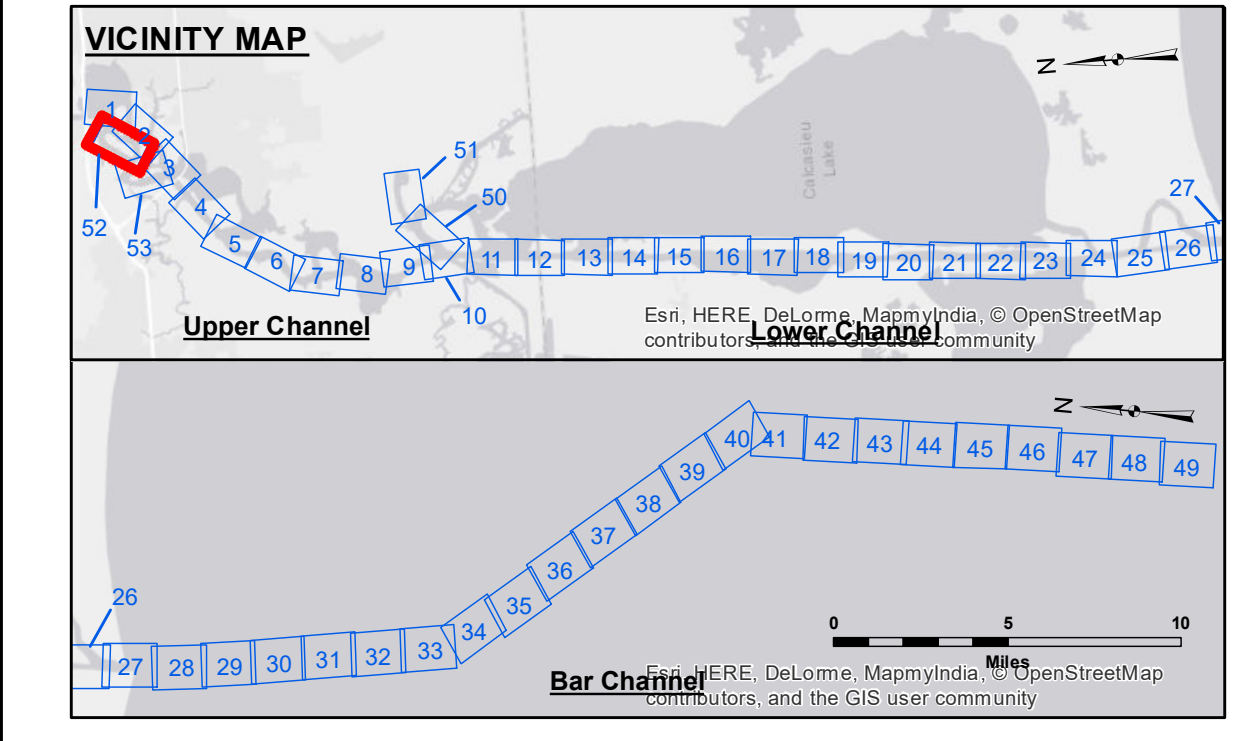 VICINITY MAP
N
1
2
3
4
5
6
7
8
9
10
11 12 13 14 15 16 17 18 19 20 21 22 23 24 25 26
27
50
51
52
53
Calcasieu
Lake
Upper Channel
Lower Channel
Esri, HERE, DeLorme, MapmyIndia, © OpenStreetMap
contributors, and the GIS user community
N
26
27 28 29 30 31 32 33
34
35
36
37
38
39
40 41 42 43 44 45 46 47 48 49
0 5 10
Miles
Bar Channel
Esri, HERE, DeLorme, MapmyIndia, © OpenStreetMap
contributors, and the GIS user community